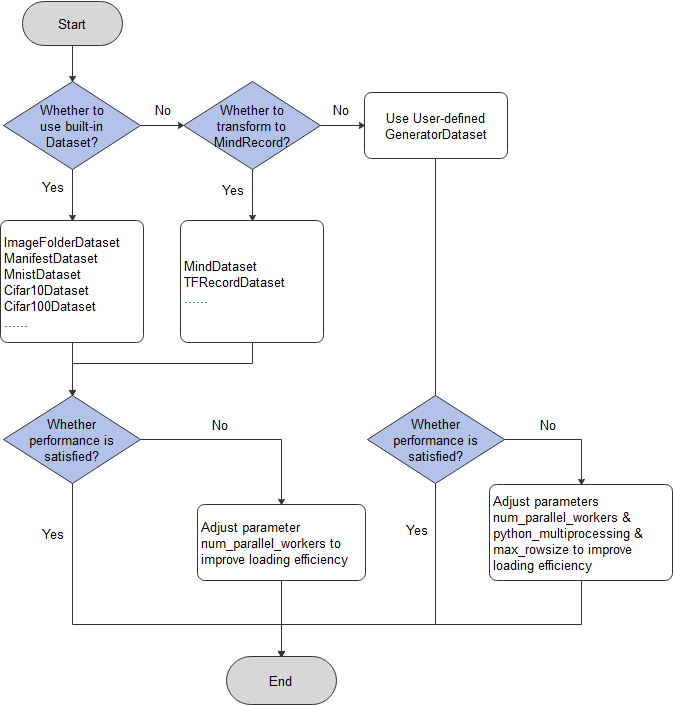 Start
Whether to
use built-in
Dataset?
No
Whether to
transform to
MindRecord?
No
Use User-defined
GeneratorDataset
Yes
Yes
ImageFolderDataset
ManifestDataset
MnistDataset
Cifar10Dataset
Cifar100Dataset
......
MindDataset
TFRecordDataset
......
Whether
performance is
satisfied?
No
Whether
performance is
satisfied?
No
Yes
Adjust parameter
num_parallel_workers to
improve loading efficiency
Yes
Adjust parameters
num_parallel_workers &
python_multiprocessing &
max_rowsize to improve
loading efficiency
End